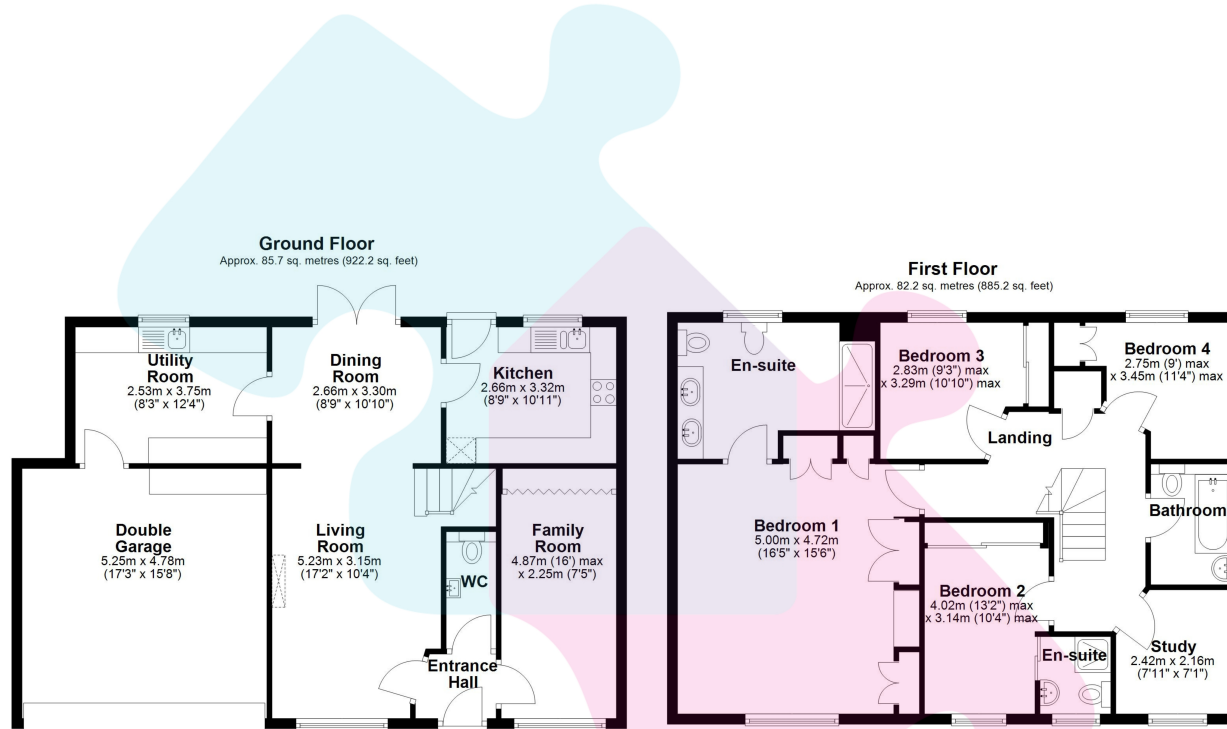 Ground Floor
Approx. 85.7 sq. metres (922.2 sq. feet)
Utility
Room
2.53m x 3.75m
(8'3" x 12'4")
Dining
Room
2.66m x 3.30m
(8'9" x 10'10")
Kitchen
2.66m x 3.32m
(8'9" x 10'11")
Double
Garage
5.25m x 4.78m
(17'3" x 15'8")
Living
Room
5.23m x 3.15m
(17'2" x 10'4")
WC
Family
Room
4.87m (16') max
x 2.25m (7'5")
Entrance
Hall
First Floor
Approx. 82.2 sq. metres (885.2 sq. feet)
En-suite
Bedroom 3
2.83m (9'3") max
x 3.29m (10'10") max
Bedroom 4
2.75m (9') max
x 3.45m (11'4") max
Landing
Bedroom 1
5.00m x 4.72m
(16'5" x 15'6")
Bathroom
Bedroom 2
4.02m (13'2") max
x 3.14m (10'4") max
En-suite
Study
2.42m x 2.16m
(7'11" x 7'1")